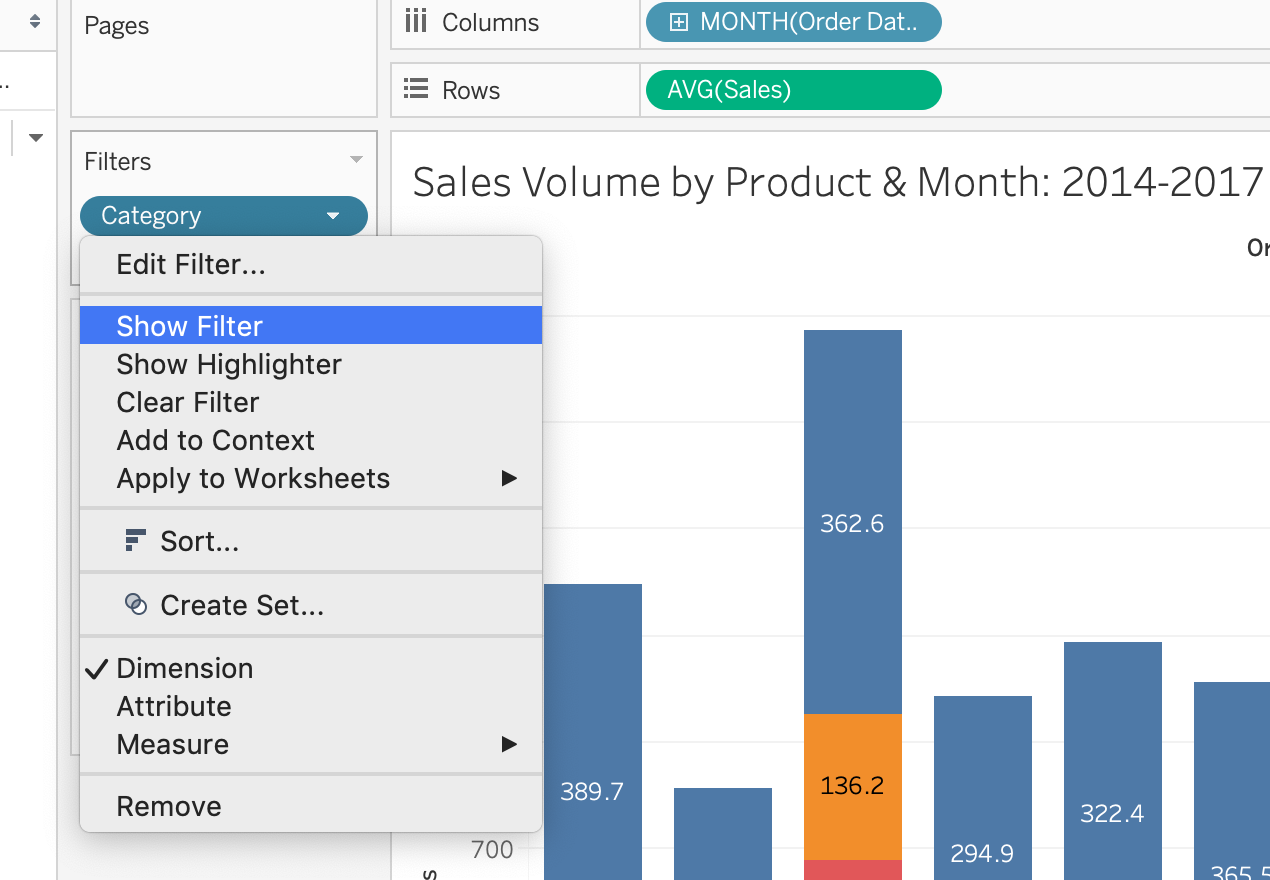 Pages
Columns
MONTH(Order Dat..
Rows
AVG(Sales)
Filters
Category
Edit Filter...
Show Filter
Show Highlighter
Clear Filter
Add to Context
Apply to Worksheets
Sort...
Create Set...
Dimension
Attribute
Measure
Remove
Sales Volume by Product & Month: 2014-2017
Or
362.6
389.7
136.2
322.4
294.9
365.5
700
s